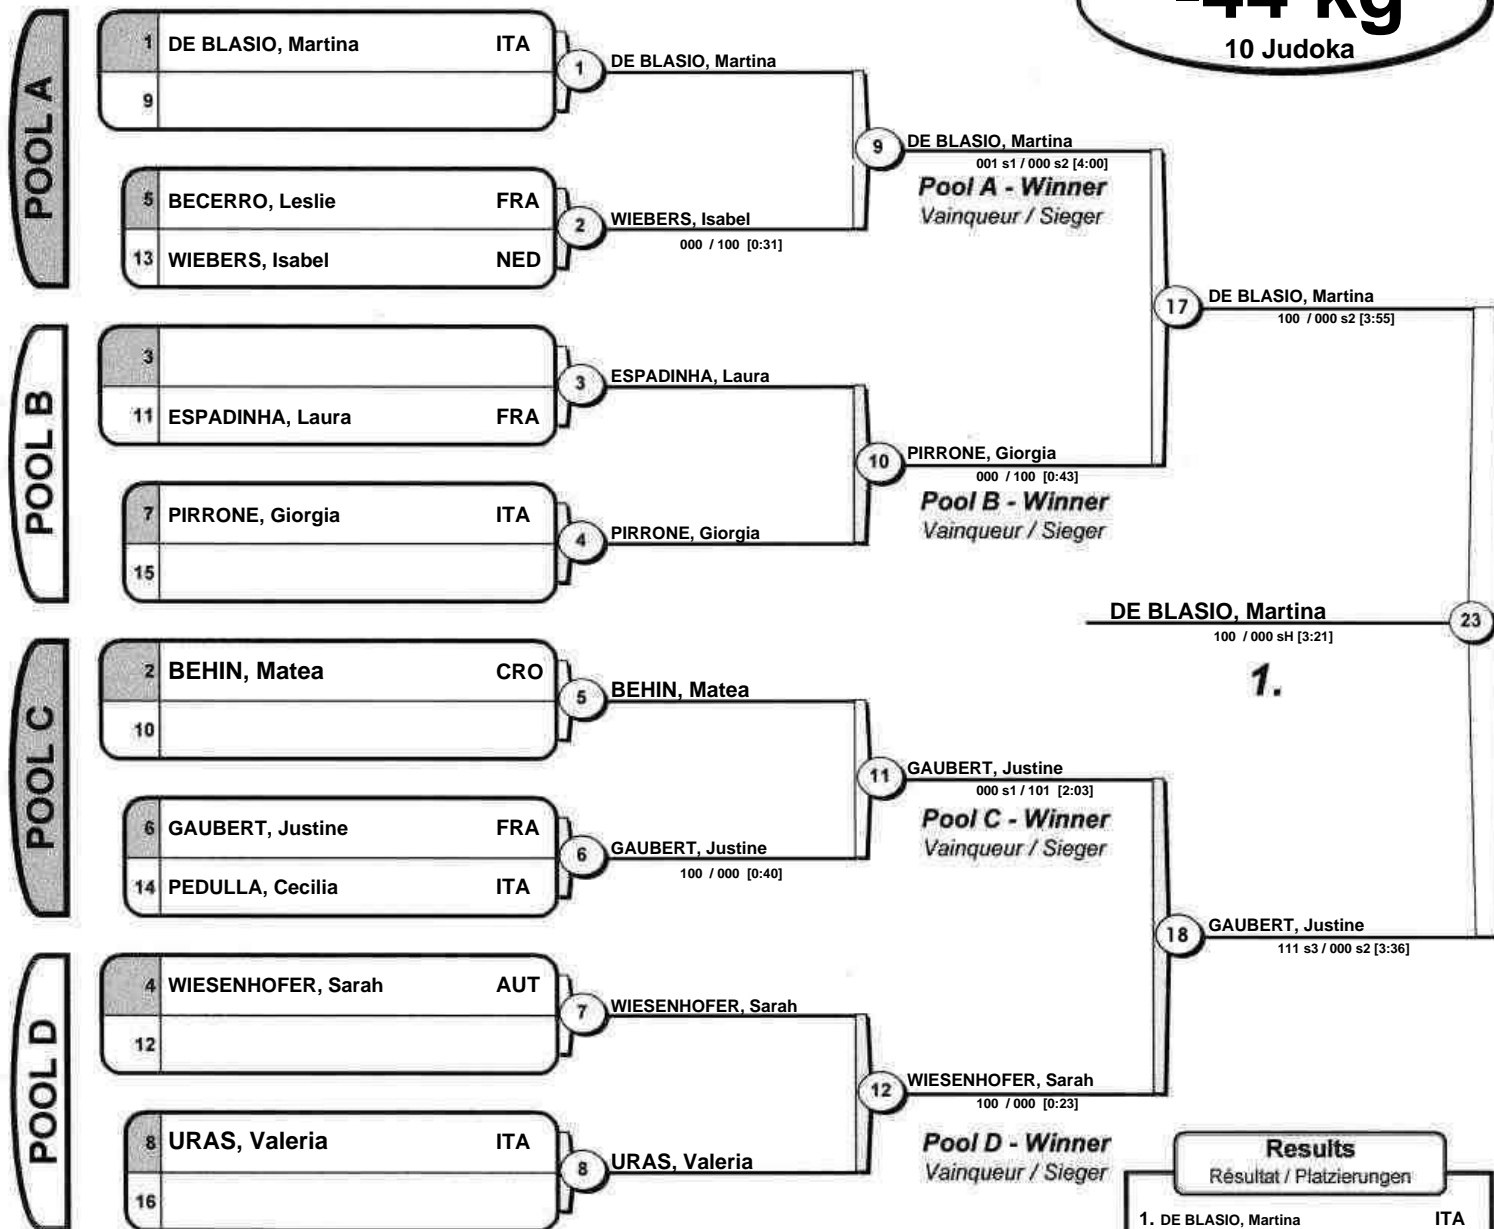 -44 kg
10 Judoka
POOL A
1 DE BLASIO, Martina ITA
9
5 BECERRO, Leslie FRA
13 WIEBERS, Isabel NED
1 DE BLASIO, Martina
2 WIEBERS, Isabel
000 / 100 [0:31]
9 DE BLASIO, Martina
001 s1 / 000 s2 [4:00]
Pool A - Winner
Vainqueur / Sieger
POOL B
3
11 ESPADINHA, Laura FRA
7 PIRRONE, Giorgia ITA
15
3 ESPADINHA, Laura
4 PIRRONE, Giorgia
10 PIRRONE, Giorgia
000 / 100 [0:43]
Pool B - Winner
Vainqueur / Sieger
17 DE BLASIO, Martina
100 / 000 s2 [3:55]
DE BLASIO, Martina 23
100 / 000 sH [3:21]
1.
POOL C
2 BEHIN, Matea CRO
10
6 GAUBERT, Justine FRA
14 PEDULLA, Cecilia ITA
5 BEHIN, Matea
6 GAUBERT, Justine
100 / 000 [0:40]
11 GAUBERT, Justine
000 s1 / 101 [2:03]
Pool C - Winner
Vainqueur / Sieger
POOL D
4 WIESENHOFER, Sarah AUT
12
8 URAS, Valeria ITA
16
7 WIESENHOFER, Sarah
8 URAS, Valeria
12 WIESENHOFER, Sarah
100 / 000 [0:23]
Pool D - Winner
Vainqueur / Sieger
18 GAUBERT, Justine
111 s3 / 000 s2 [3:36]
Results
Résultat / Platzierungen
1. DE BLASIO, Martina ITA